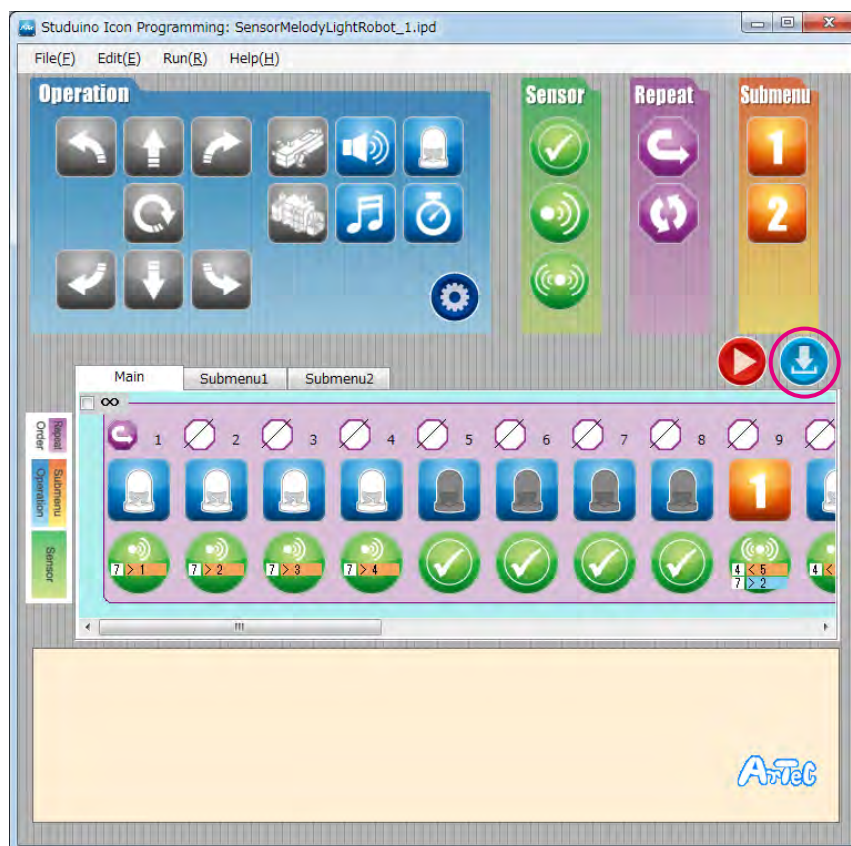 Studuino Icon Programming: SensorMelodyLightRobot_1.ipd
File(F) Edit(E) Run(R) Help(H)
Operation
Sensor
Repeat
Submenu
1
2
Main Submenu1 Submenu2
∞
Repeat
Order
1 2 3 4 5 6 7 8 9
Submenu
Operation
1
Sensor
7 > 1
7 > 2
7 > 3
7 > 4
4 < 5
7 > 2
4 <
ArTeC